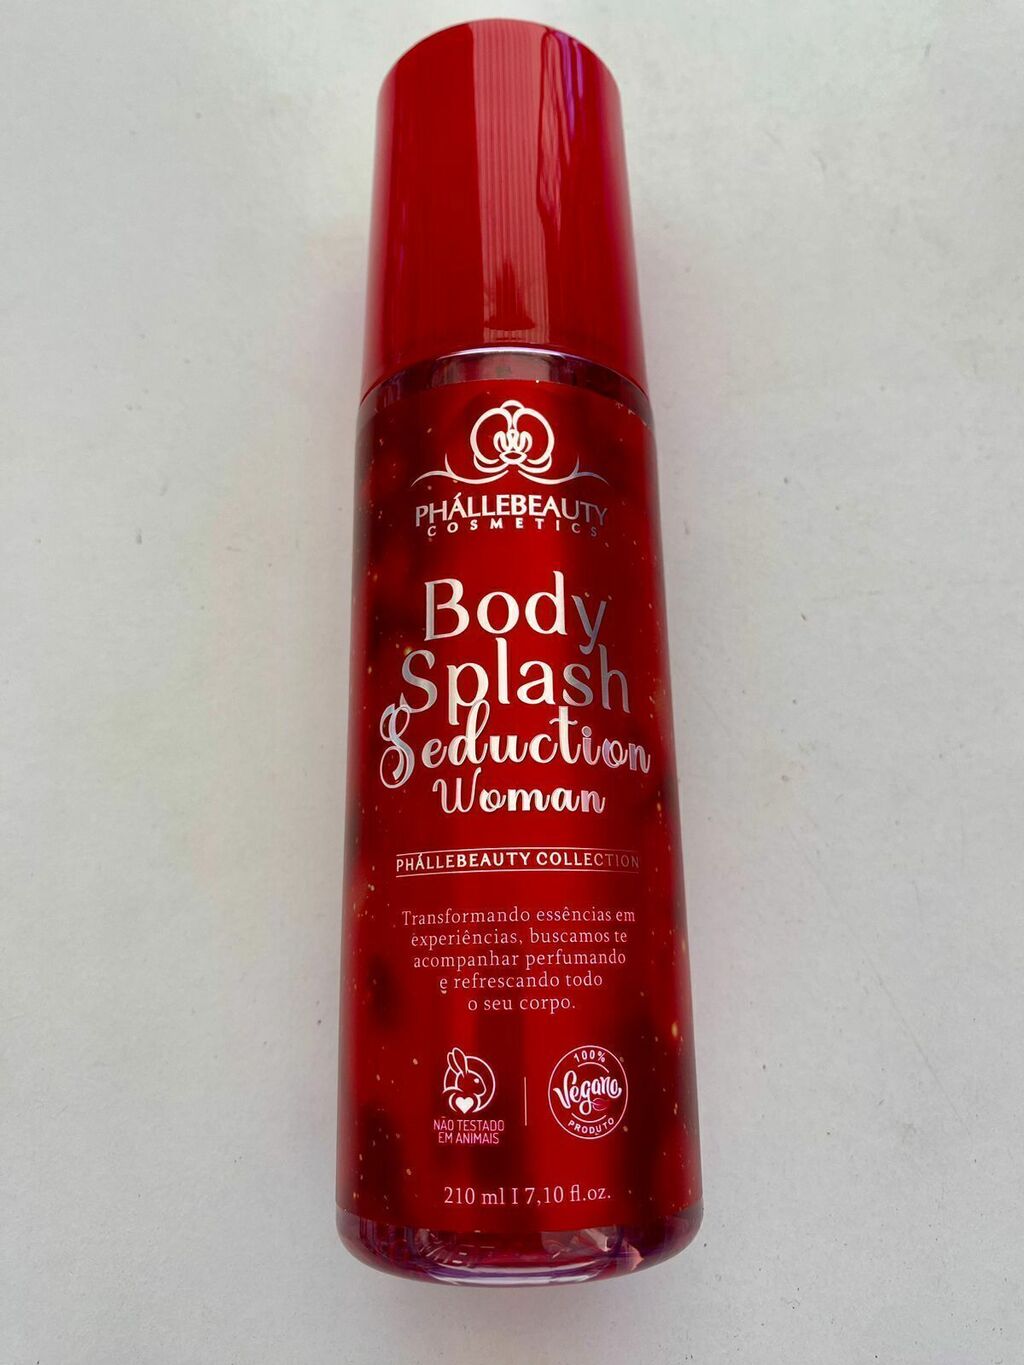 PHÁLLEBEAUTY
COSMETICS
Body
Splash
Seduction
Woman
PHÁLLEBEAUTY COLLECTION
Transformando essências em
experiências, buscamos te
acompanhar perfumando
e refrescando todo
o seu corpo.
NÃO TESTADO
EM ANIMAIS
100%
Vegano
PRODUTO
210 ml I 7,10 fl.oz.